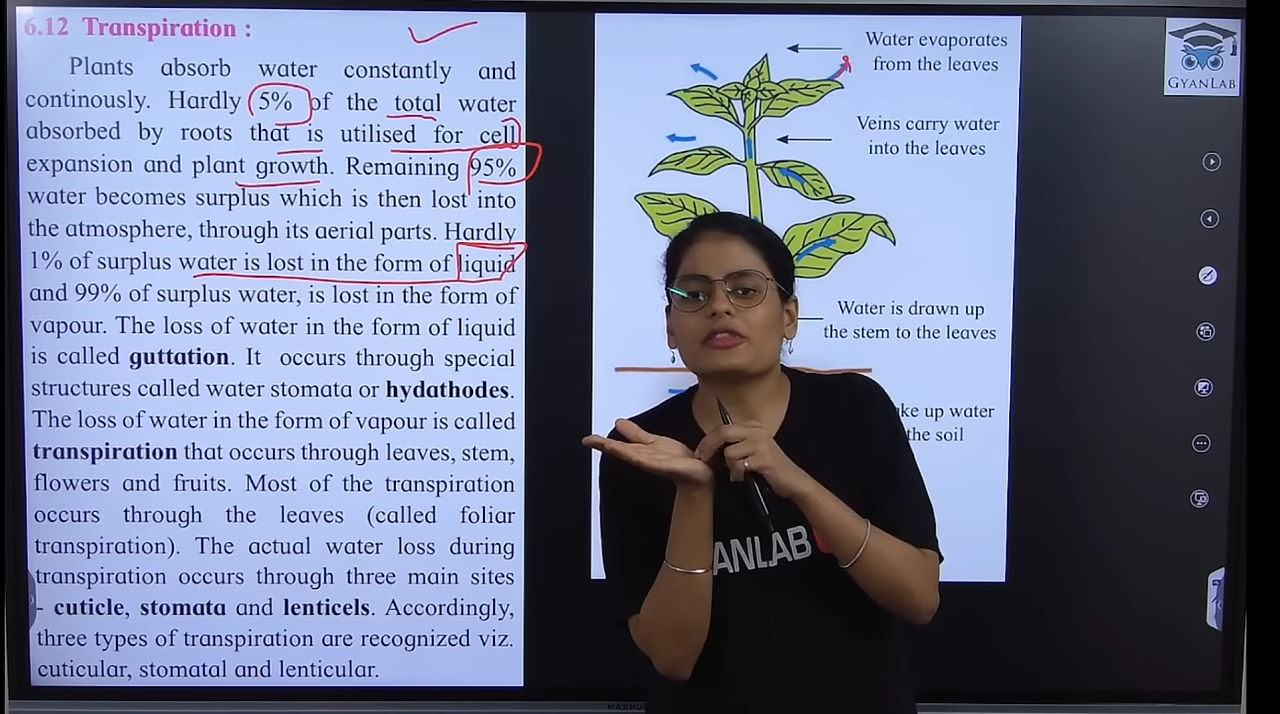 6.12 Transpiration :
Plants absorb water constantly and
continously. Hardly 5% of the total water
absorbed by roots that is utilised for cell
expansion and plant growth. Remaining 95%
water becomes surplus which is then lost into
the atmosphere, through its aerial parts. Hardly
1% of surplus water is lost in the form of liquid
and 99% of surplus water, is lost in the form of
vapour. The loss of water in the form of liquid
is called guttation. It occurs through special
structures called water stomata or hydathodes.
The loss of water in the form of vapour is called
transpiration that occurs through leaves, stem,
flowers and fruits. Most of the transpiration
occurs through the leaves (called foliar
transpiration). The actual water loss during
transpiration occurs through three main sites
- cuticle, stomata and lenticels. Accordingly,
three types of transpiration are recognized viz.
cuticular, stomatal and lenticular.
Water evaporates
from the leaves
Veins carry water
into the leaves
Water is drawn up
the stem to the leaves
ke up water
the soil
GYANLAB
ANLAB